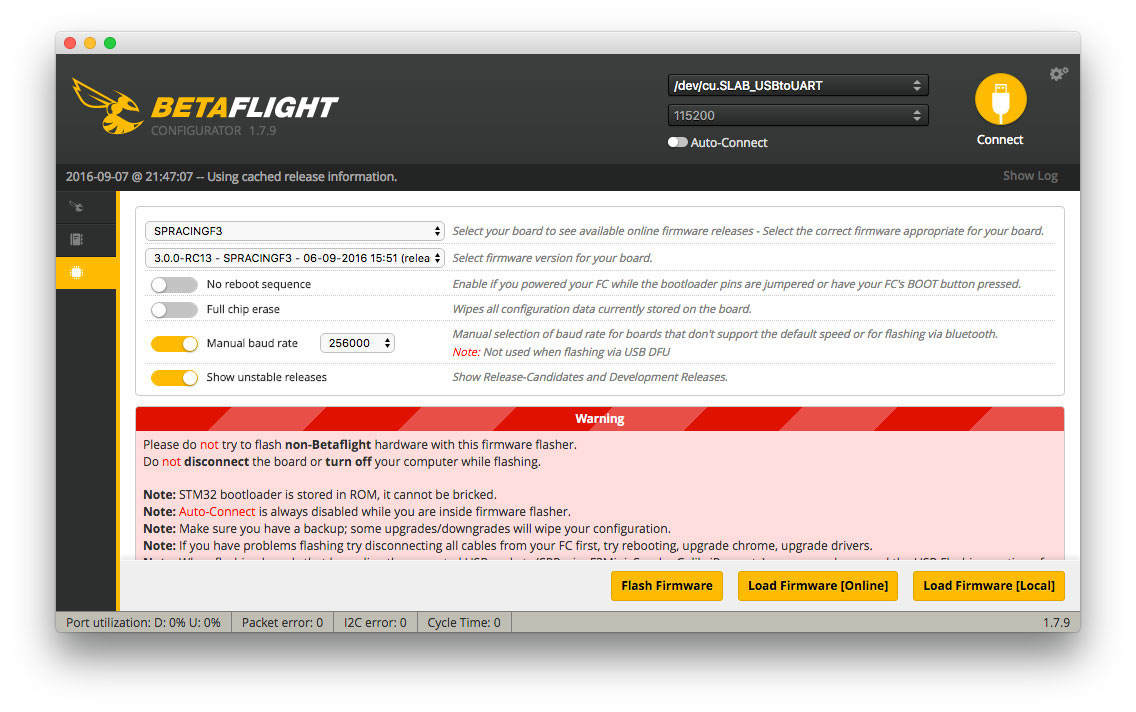 BETAFLIGHT
CONFIGURATOR 1.7.9
/dev/cu.SLAB_USBtoUART
115200
Auto-Connect
Connect
2016-09-07 @ 21:47:07 -- Using cached release information.
Show Log
SPRACINGF3
Select your board to see available online firmware releases - Select the correct firmware appropriate for your board.
3.0.0-RC13 - SPRACINGF3 - 06-09-2016 15:51 (relea
Select firmware version for your board.
No reboot sequence
Enable if you powered your FC while the bootloader pins are jumpered or have your FC's BOOT button pressed.
Full chip erase
Wipes all configuration data currently stored on the board.
Manual baud rate
256000
Manual selection of baud rate for boards that don't support the default speed or for flashing via bluetooth.
Note: Not used when flashing via USB DFU
Show unstable releases
Show Release-Candidates and Development Releases.
Warning
Please do not try to flash non-Betaflight hardware with this firmware flasher.
Do not disconnect the board or turn off your computer while flashing.
Note: STM32 bootloader is stored in ROM, it cannot be bricked.
Note: Auto-Connect is always disabled while you are inside firmware flasher.
Note: Make sure you have a backup; some upgrades/downgrades will wipe your configuration.
Note: If you have problems flashing try disconnecting all cables from your FC first, try rebooting, upgrade chrome, upgrade drivers.
Flash Firmware
Load Firmware [Online]
Load Firmware [Local]
Port utilization: D: 0% U: 0%
Packet error: 0
I2C error: 0
Cycle Time: 0
1.7.9